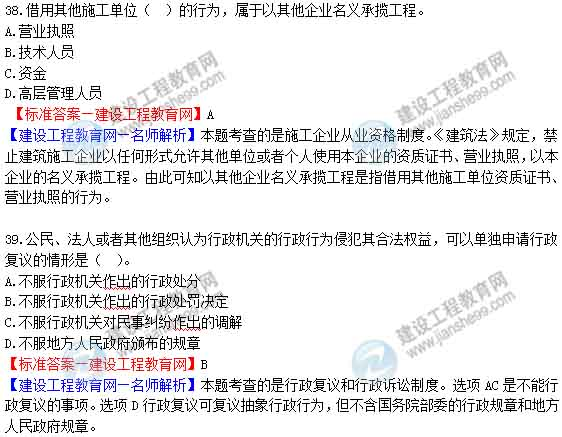 38.借用其他施工单位（　）的行为，属于以其他企业名义承揽工程。
A.营业执照
B.技术人员
C.资金
D.高层管理人员
【标准答案—建设工程教育网】A
【建设工程教育网—名师解析】本题考查的是施工企业从业资格制度。《建筑法》规定，禁
止建筑施工企业以任何形式允许其他单位或者个人使用本企业的资质证书、营业执照，以本
企业的名义承揽工程。由此可知以其他企业名义承揽工程是指借用其他施工单位资质证书、
营业执照的行为。
39.公民、法人或者其他组织认为行政机关的行政行为侵犯其合法权益，可以单独申请行政
复议的情形是（　）。
A.不服行政机关作出的行政处分
B.不服行政机关作出的行政处罚决定
C.不服行政机关对民事纠纷作出的调解
D.不服地方人民政府颁布的规章
【标准答案—建设工程教育网】B
【建设工程教育网—名师解析】本题考查的是行政复议和行政诉讼制度。选项 AC 是不能行
政复议的事项。选项 D 行政复议可复议抽象行政行为，但不含国务院部委的行政规章和地方
人民政府规章。
建设工程教育网
www.jianshe99.com
建设工程教育网
www.jianshe99.com